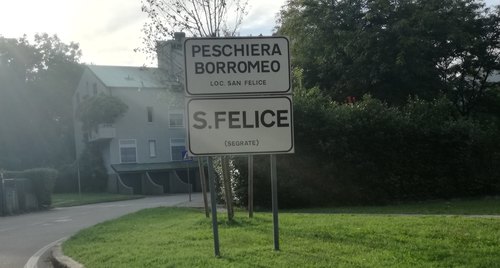 PESCHIERA
BORROMEO
LOC. SAN FELICE
S.FELICE
(SEGRATE)